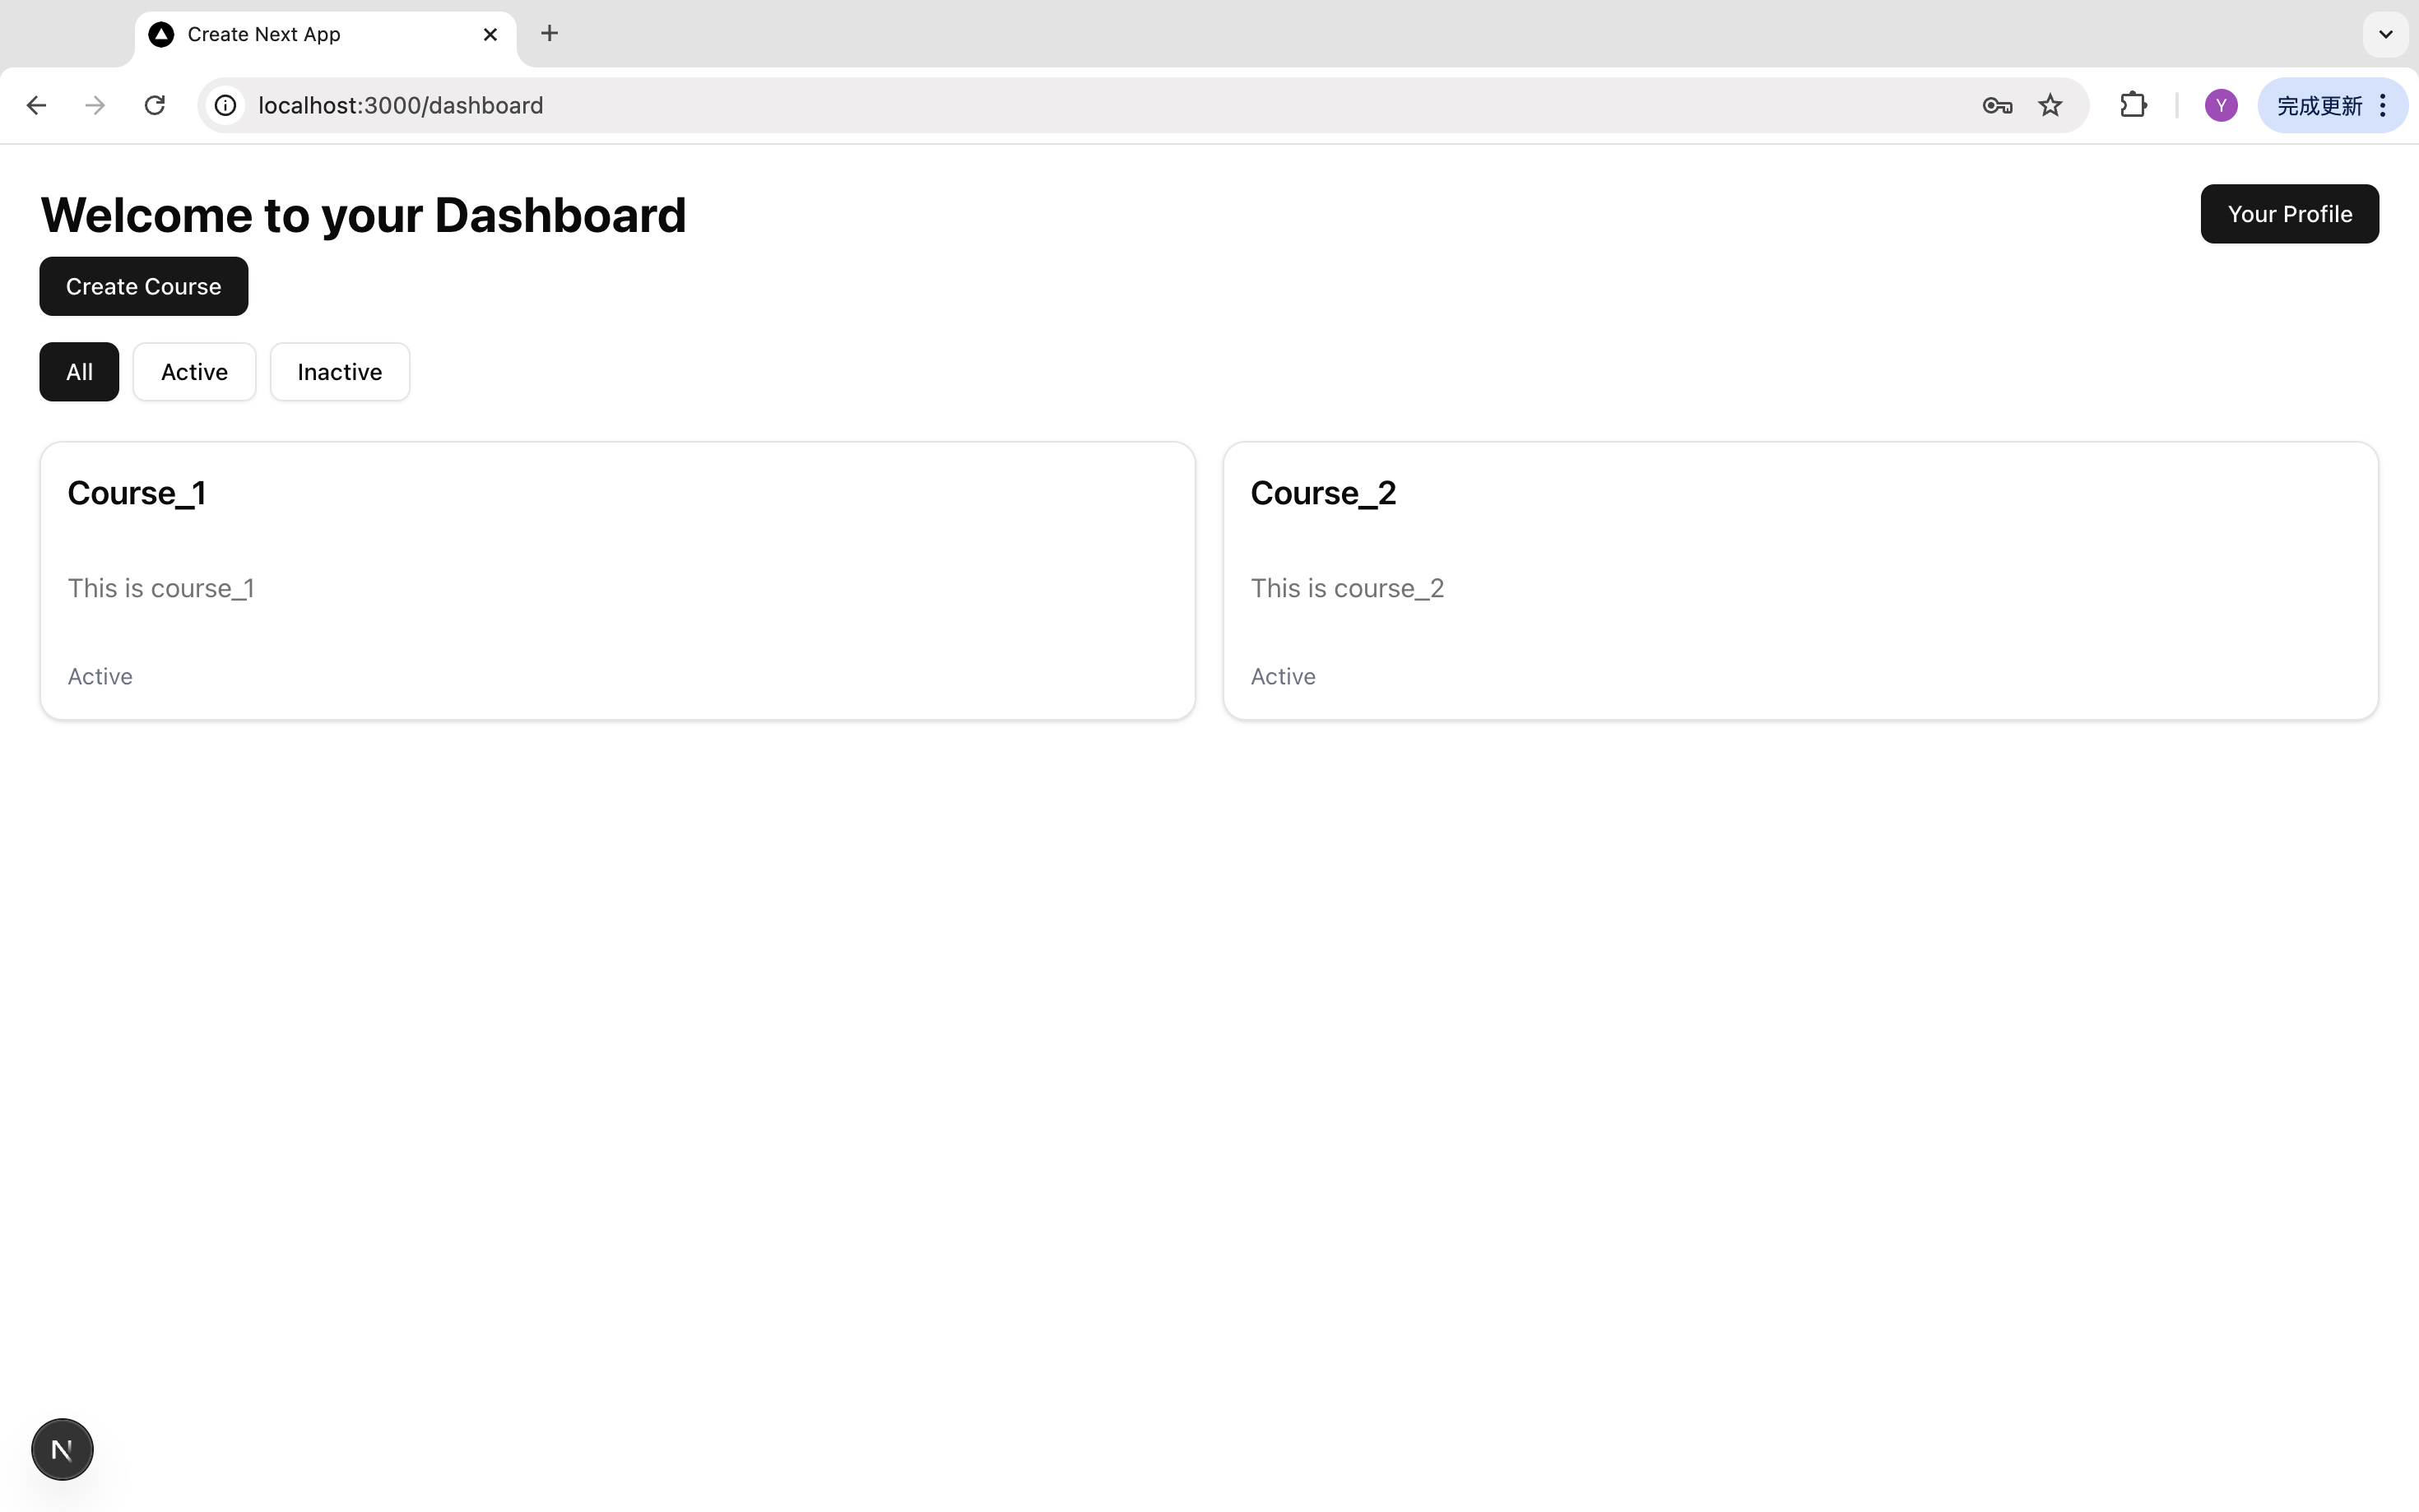 Create Next App
localhost:3000/dashboard
Y
完成更新
Welcome to your Dashboard
Your Profile
Create Course
All Active Inactive
Course_1
This is course_1
Active
Course_2
This is course_2
Active
N